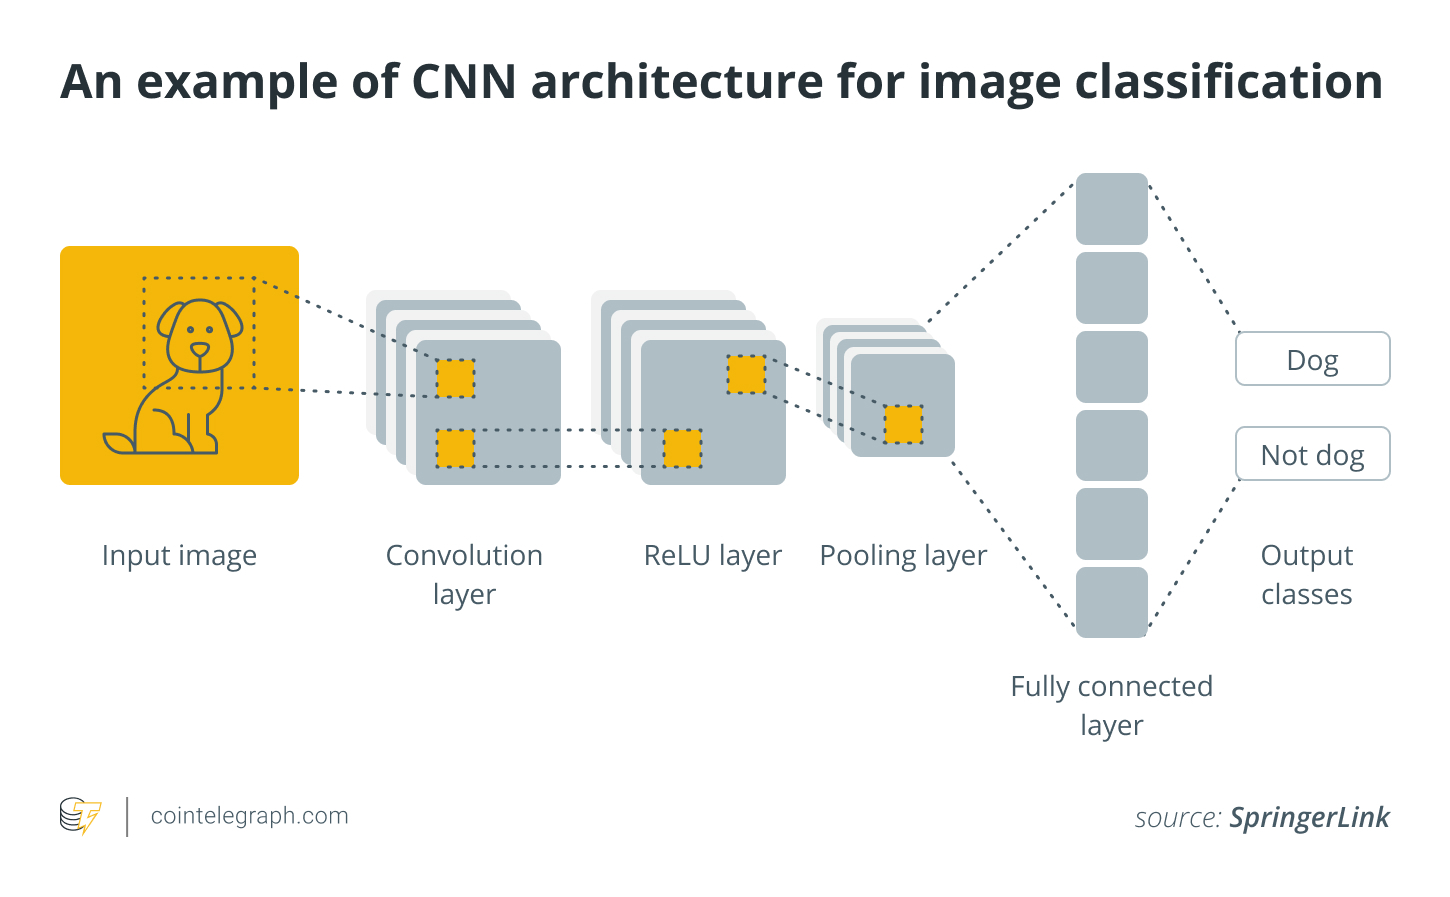 An example of CNN architecture for image classification
Dog
Not dog
Input image
Convolution
layer
ReLU layer
Pooling layer
Output
classes
Fully connected
layer
cointelegraph.com
source: SpringerLink